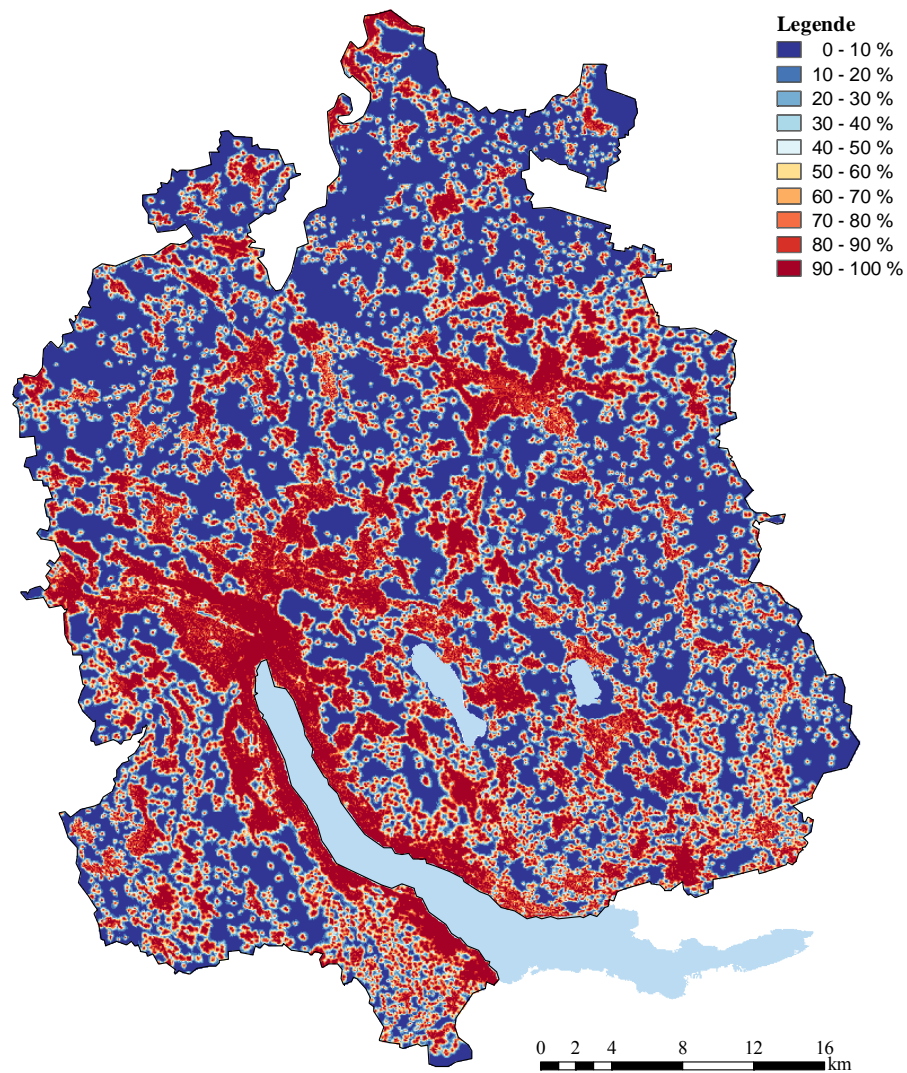 Legende
0 - 10 %
10 - 20 %
20 - 30 %
30 - 40 %
40 - 50 %
50 - 60 %
60 - 70 %
70 - 80 %
80 - 90 %
90 - 100 %
0 2 4 8 12 16
km